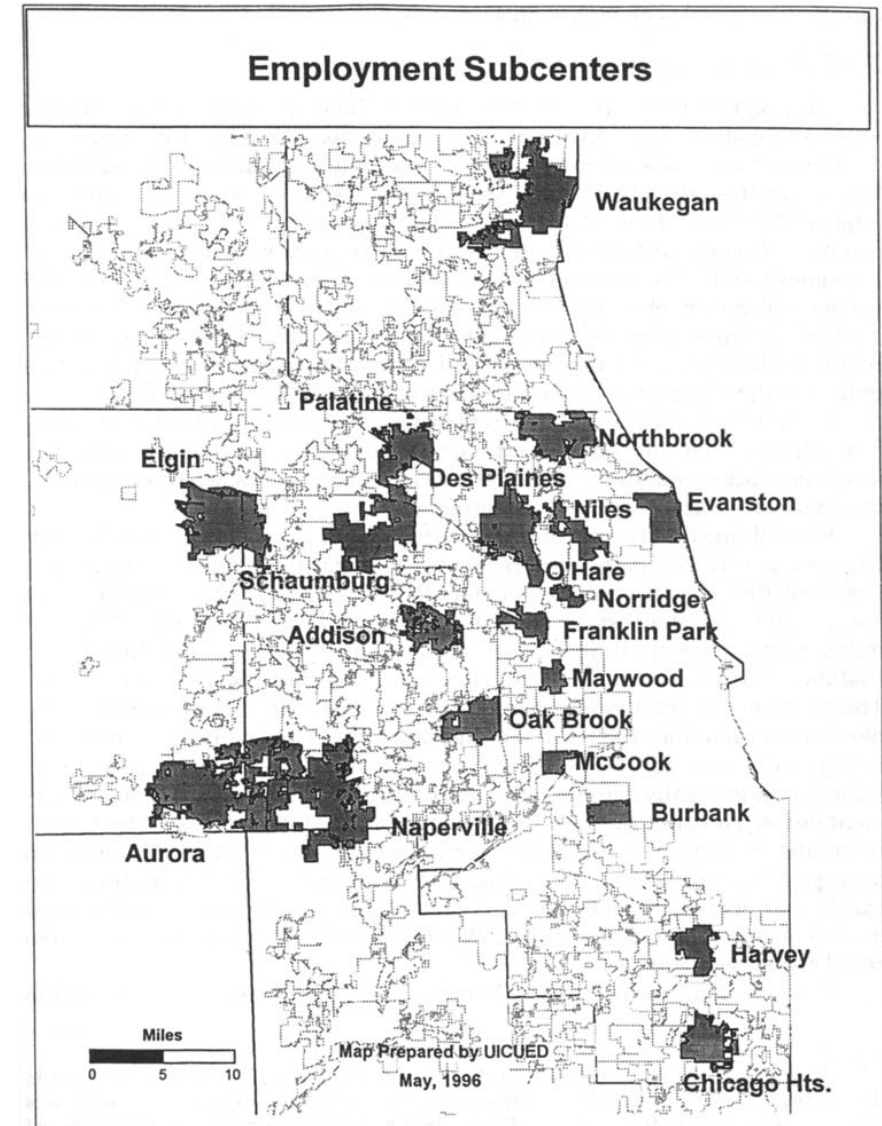 Employment Subcenters
Waukegan
Palatine
Northbrook
Elgin
Des Plaines
Niles
Evanston
O'Hare
Schaumburg
Norridge
Addison
Franklin Park
Maywood
Oak Brook
McCook
Burbank
Naperville
Aurora
Harvey
Miles
0 5 10
Map Prepared by UICUED
May, 1996
Chicago Hts.